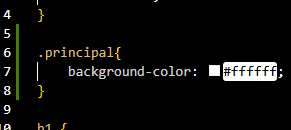 4 }
5
6 .principal{
7 background-color: #ffffff;
8 }
9
10 h1 {